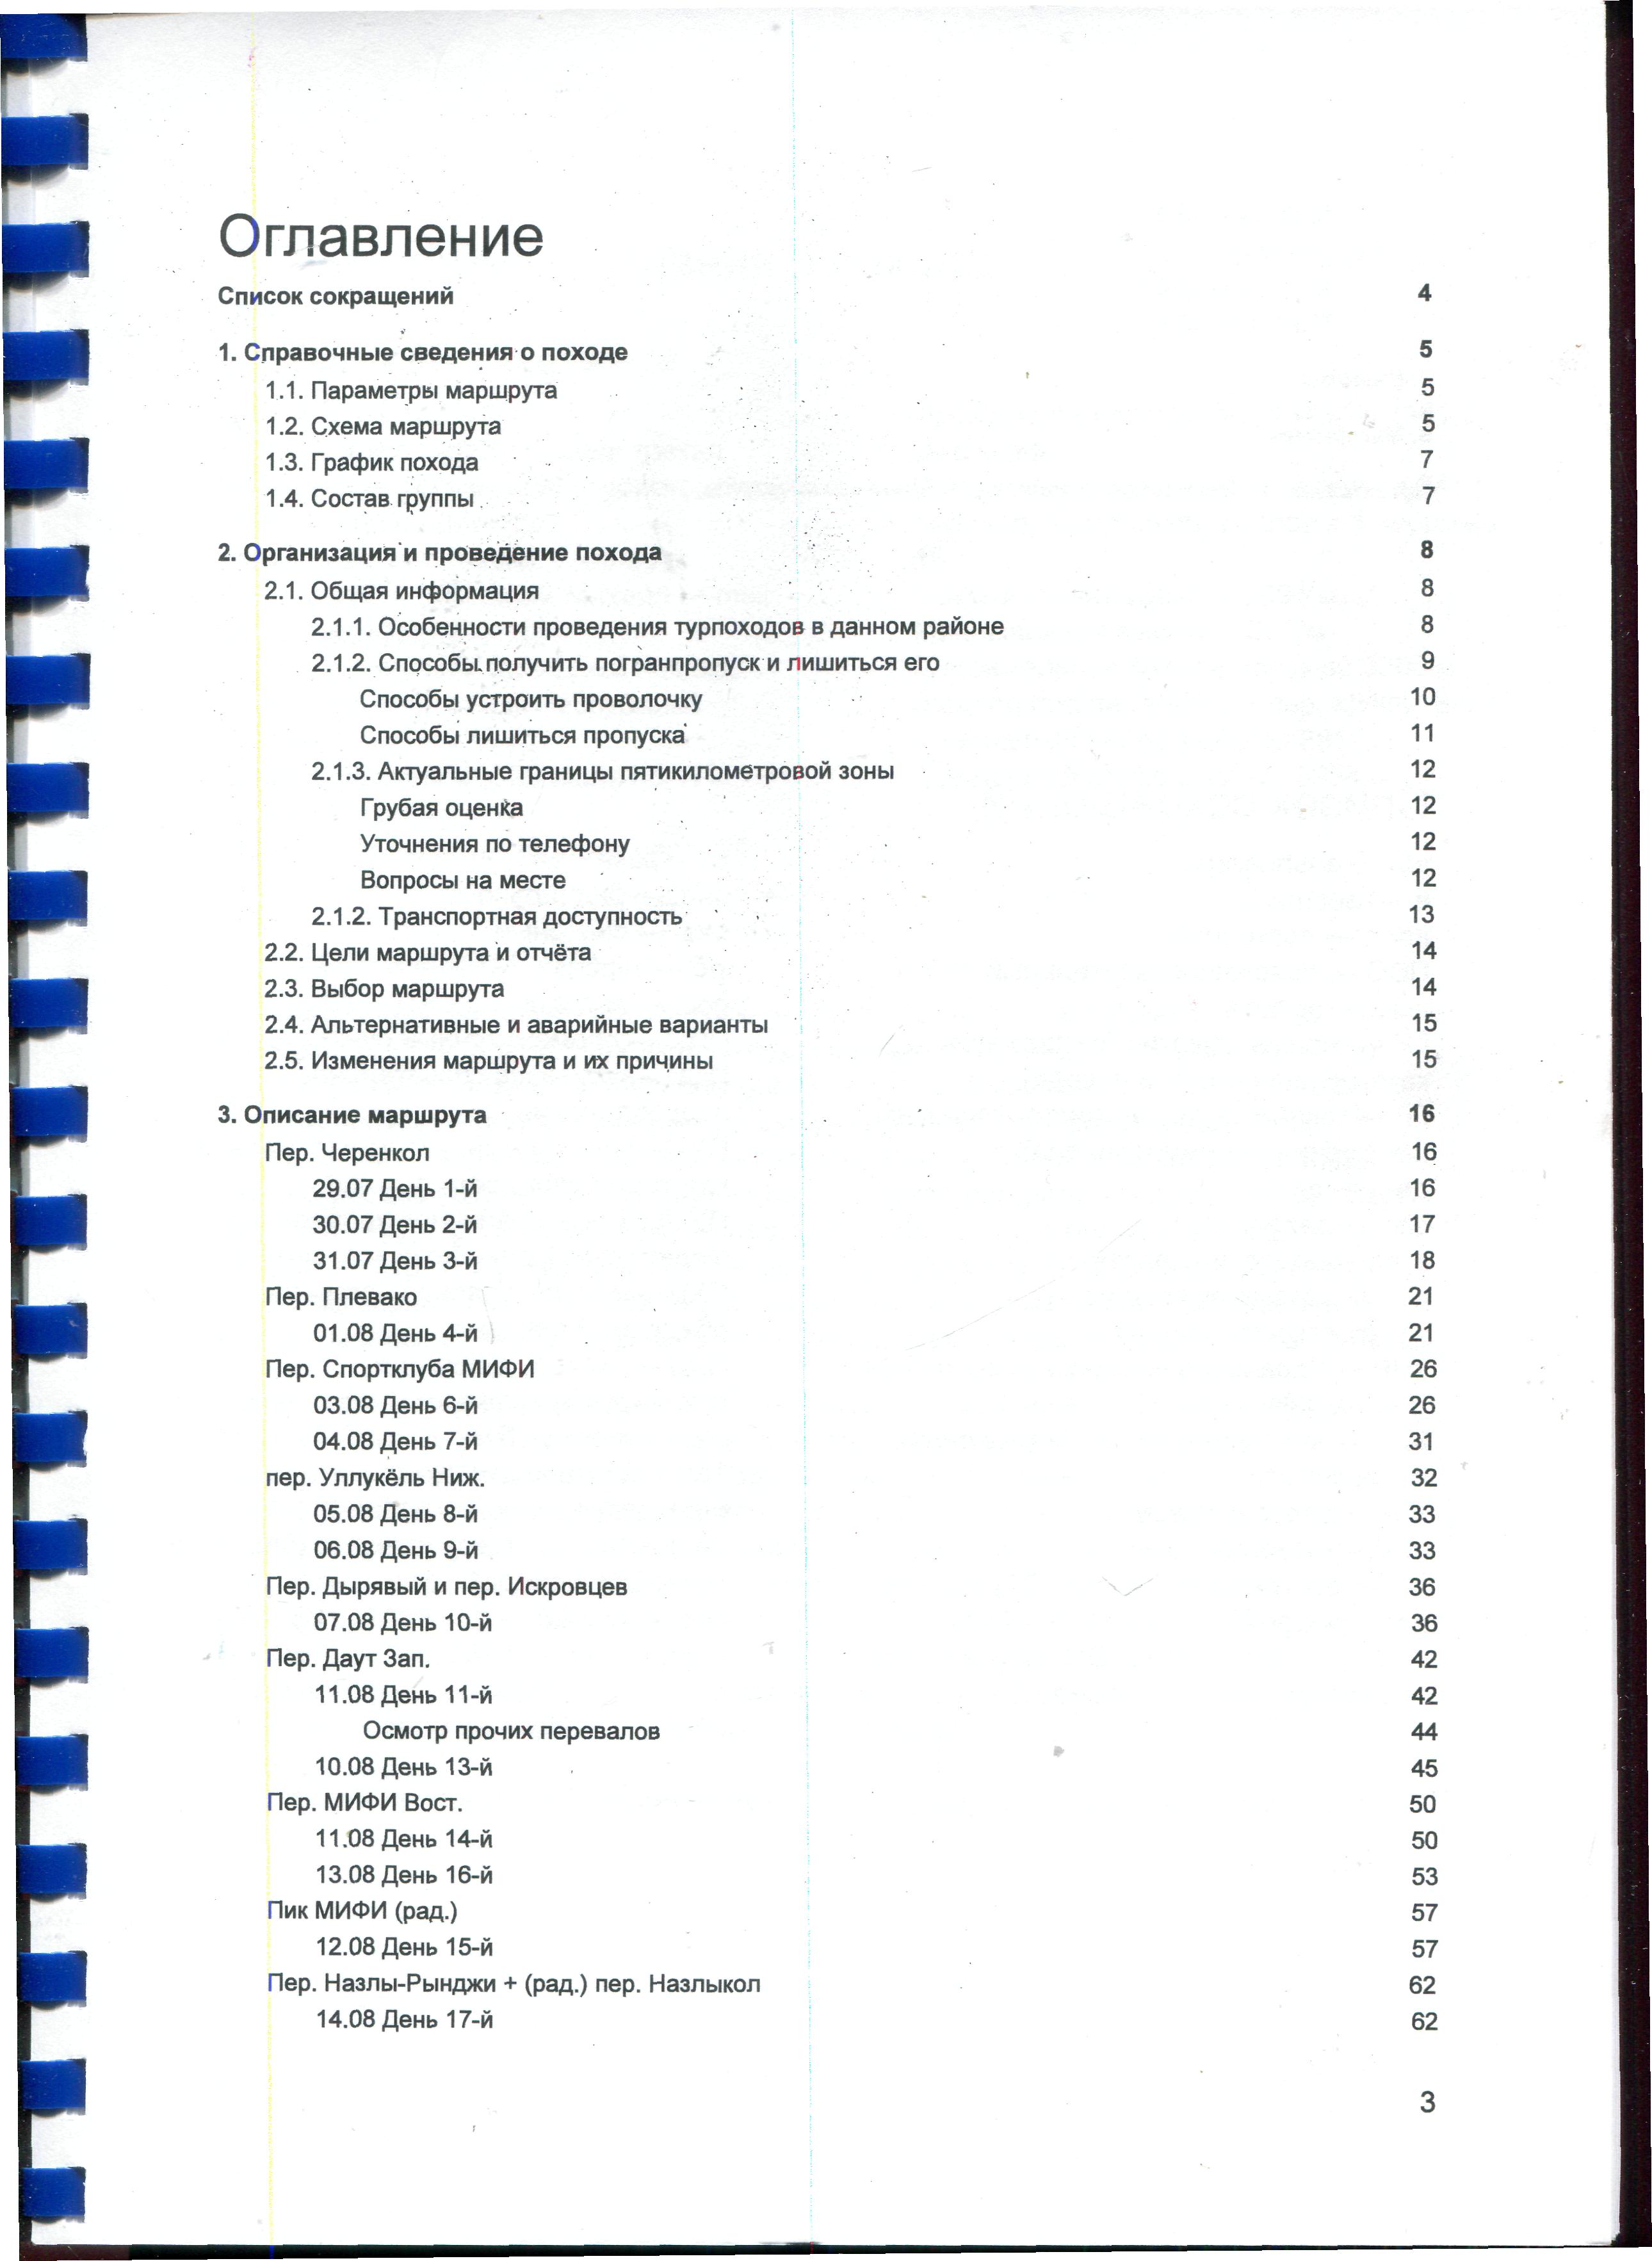 Оглавление
Список сокращений 4
1. Справочные сведения о походе 5
1.1. Параметры маршрута 5
1.2. Схема маршрута 5
1.3. График похода 7
1.4. Состав группы 7
2. Организация и проведение похода 8
2.1. Общая информация 8
2.1.1. Особенности проведения турпоходов в данном районе 8
2.1.2. Способы получить погранпропуск и лишиться его 9
Способы устроить проволочку 10
Способы лишиться пропуска 11
2.1.3. Актуальные границы пятикилометровой зоны 12
Грубая оценка 12
Уточнения по телефону 12
Вопросы на месте 12
2.1.2. Транспортная доступность 13
2.2. Цели маршрута и отчёта 14
2.3. Выбор маршрута 14
2.4. Альтернативные и аварийные варианты 15
2.5. Изменения маршрута и их причины 15
3. Описание маршрута 16
Пер. Черенкол 16
29.07 День 1-й 16
30.07 День 2-й 17
31.07 День 3-й 18
Пер. Плевако 21
01.08 День 4-й 21
Пер. Спортклуба МИФИ 26
03.08 День 6-й 26
04.08 День 7-й 31
пер. Уллукёль Ниж. 32
05.08 День 8-й 33
06.08 День 9-й 33
Пер. Дырявый и пер. Искровцев 36
07.08 День 10-й 36
Пер. Даут Зап. 42
11.08 День 11-й 42
Осмотр прочих перевалов 44
10.08 День 13-й 45
Пер. МИФИ Вост. 50
11.08 День 14-й 50
13.08 День 16-й 53
Пик МИФИ (рад.) 57
12.08 День 15-й 57
Пер. Назлы-Рынджи + (рад.) пер. Назлыкол 62
14.08 День 17-й 62
3